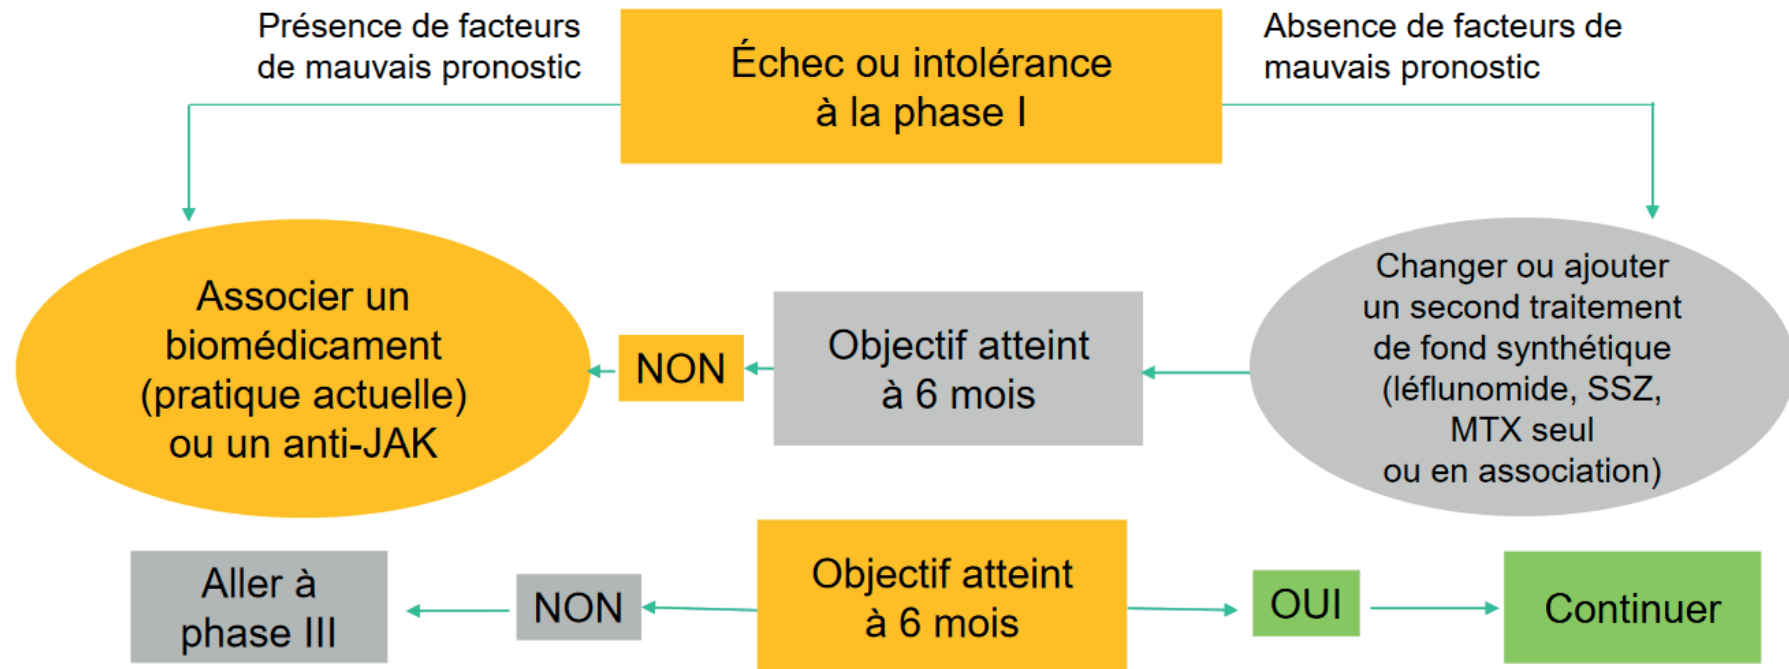 Présence de facteurs
de mauvais pronostic
Échec ou intolérance
à la phase I
Absence de facteurs de
mauvais pronostic
Associer un
biomédicament
(pratique actuelle)
ou un anti-JAK
NON
Objectif atteint
à 6 mois
Changer ou ajouter
un second traitement
de fond synthétique
(léflunomide, SSZ,
MTX seul
ou en association)
Aller à
phase III
NON
Objectif atteint
à 6 mois
OUI
Continuer